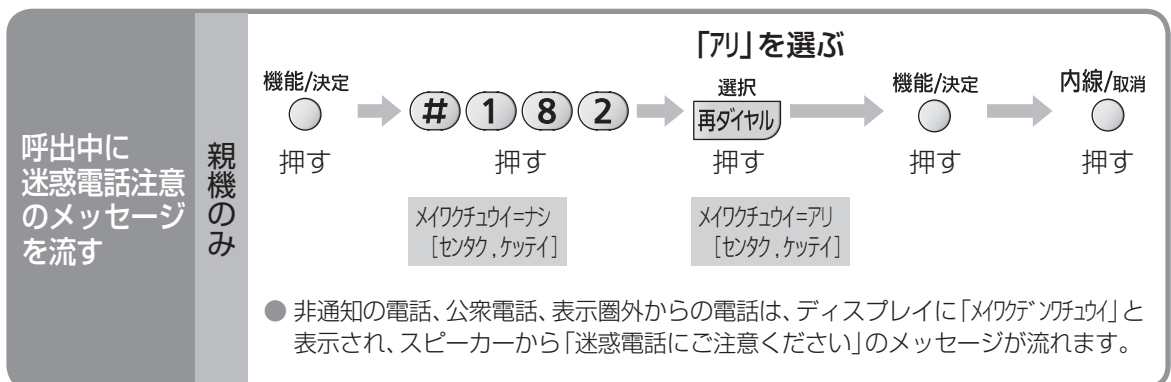 呼出中に
迷惑電話注意
のメッセージ
を流す
親機のみ
「ｱﾘ」を選ぶ
機能/決定
押す
# 1 8 2
押す
選択
再ﾀﾞｲﾔﾙ
押す
機能/決定
押す
内線/取消
押す
ﾒｲﾜｸﾁｭｳｲ=ﾅｼ
[ｾﾝﾀｸ,ｹｯﾃｲ]
ﾒｲﾜｸﾁｭｳｲ=ｱﾘ
[ｾﾝﾀｸ,ｹｯﾃｲ]
● 非通知の電話、公衆電話、表示圏外からの電話は、ディスプレイに「ﾒｲﾜｸﾃﾞﾝﾜﾁｭｳｲ」と
表示され、スピーカーから「迷惑電話にご注意ください」のメッセージが流れます。